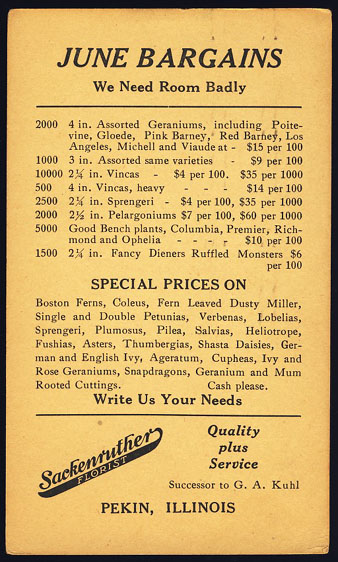 JUNE BARGAINS
We Need Room Badly
2000 4 in. Assorted Geraniums, including Poite-
vine, Gloede, Pink Barney, Red Barney, Los
Angeles, Michell and Viaude at - $15 per 100
1000 3 in. Assorted same varieties - $9 per 100
10000 2¼ in. Vincas - $4 per 100. $35 per 1000
500 4 in. Vincas, heavy - - - $14 per 100
2500 2¼ in. Sprengeri - $4 per 100, $35 per 1000
2000 2½ in. Pelargoniums $7 per 100, $60 per 1000
5000 Good Bench plants, Columbia, Premier, Rich-
mond and Ophelia - - - - $10 per 100
1500 2¼ in. Fancy Dieners Ruffled Monsters $6
per 100
SPECIAL PRICES ON
Boston Ferns, Coleus, Fern Leaved Dusty Miller,
Single and Double Petunias, Verbenas, Lobelias,
Sprengeri, Plumosus, Pilea, Salvias, Heliotrope,
Fushias, Asters, Thumbergias, Shasta Daisies, Ger-
man and English Ivy, Ageratum, Cupheas, Ivy and
Rose Geraniums, Snapdragons, Geranium and Mum
Rooted Cuttings. Cash please.
Write Us Your Needs
Sackenruther
FLORIST
Quality
plus
Service
Successor to G. A. Kuhl
PEKIN, ILLINOIS